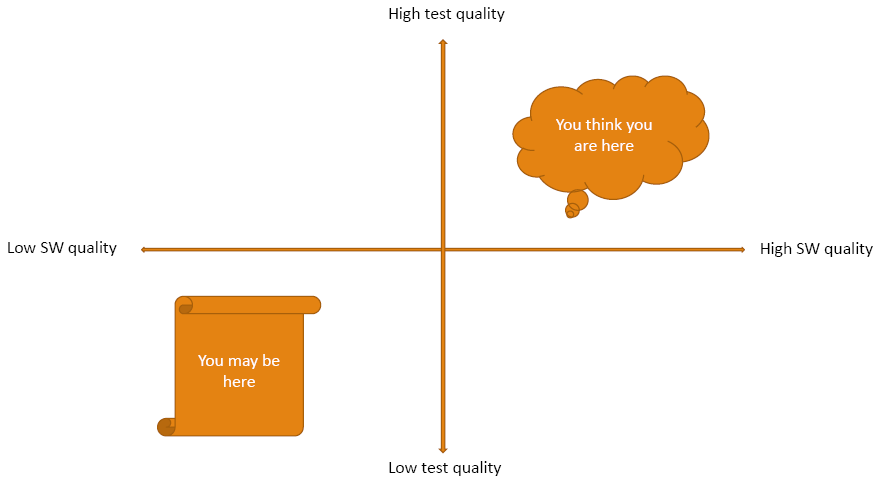 High test quality
You think you
are here
Low SW quality
High SW quality
You may be
here
Low test quality